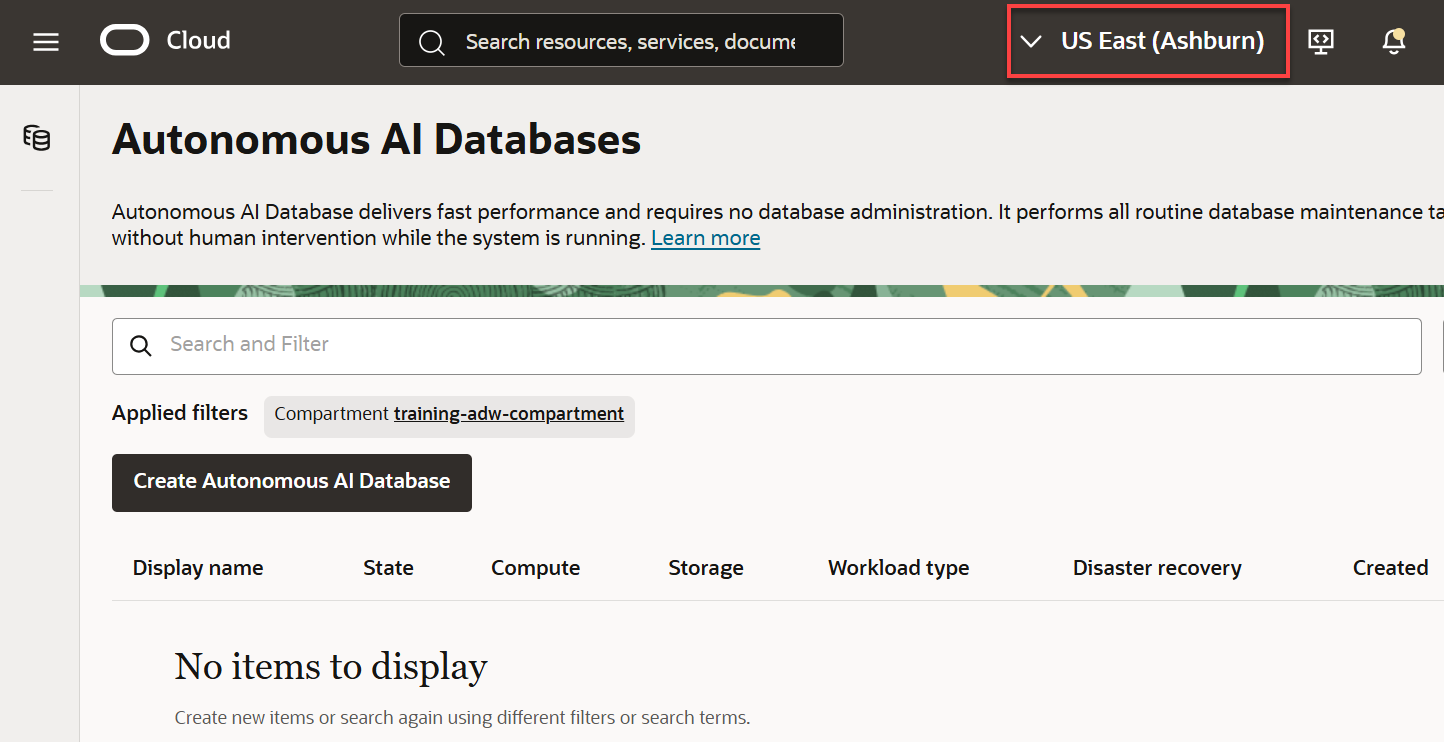 Cloud
Search resources, services, docume
US East (Ashburn)
Autonomous AI Databases
Autonomous AI Database delivers fast performance and requires no database administration. It performs all routine database maintenance ta
without human intervention while the system is running. Learn more
Search and Filter
Applied filters Compartment training-adw-compartment
Create Autonomous AI Database
Display name State Compute Storage Workload type Disaster recovery Created
No items to display
Create new items or search again using different filters or search terms.